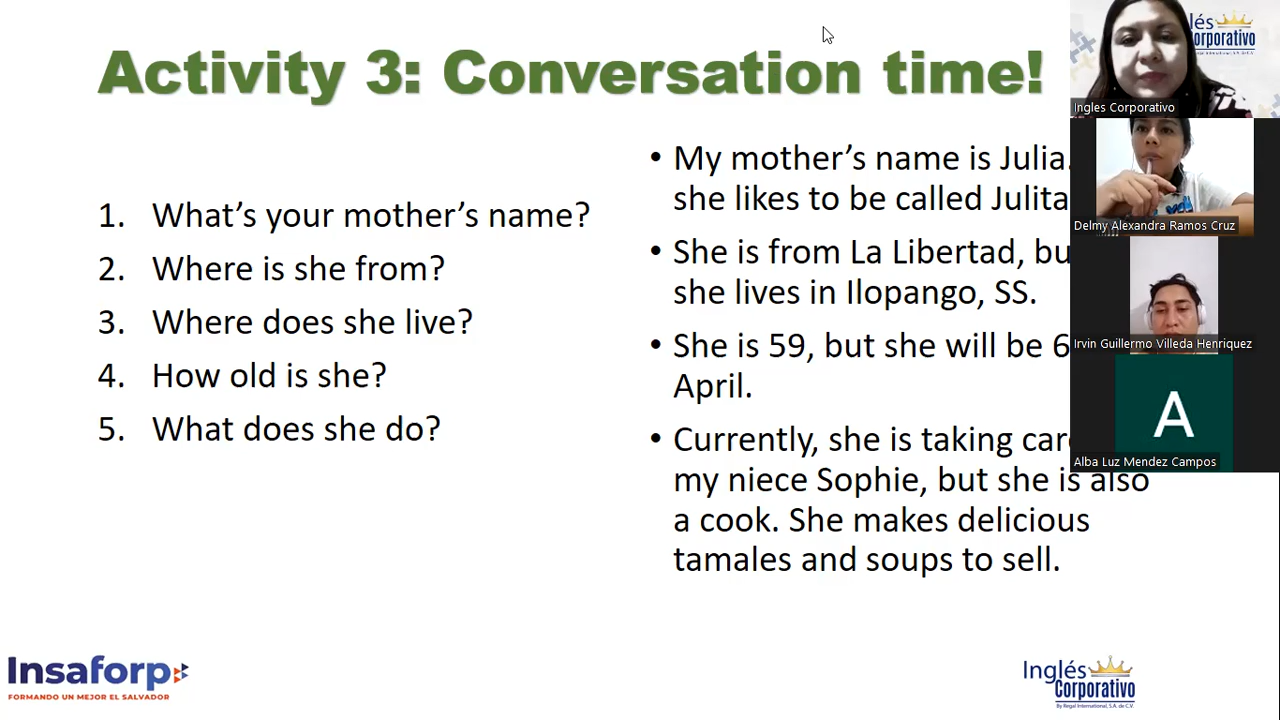 Activity 3: Conversation time!
1. What's your mother's name?
2. Where is she from?
3. Where does she live?
4. How old is she?
5. What does she do?
• My mother's name is Julia.
she likes to be called Julita
• She is from La Libertad,
she lives in Ilopango, SS.
• She is 59, but she will be
April.
• Currently, she is taking
my niece Sophie, but she is also
a cook. She makes delicious
tamales and soups to sell.
Insaforp
FORMANDO UN MEJOR EL SALVADOR
Inglés
Corporativo
By Regal International, S.A. de C.V.
Corporativo
Ingles Corporativo
Delmy Alexandra Ramos Cruz
Irvin Guillermo Villeda Henriquez
A
Alba Luz Mendez Campos